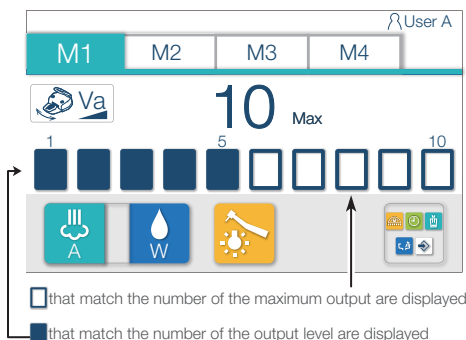 User A
M1 M2 M3 M4
Va 10 Max
1 5 10
A W
that match the number of the maximum output are displayed
that match the number of the output level are displayed